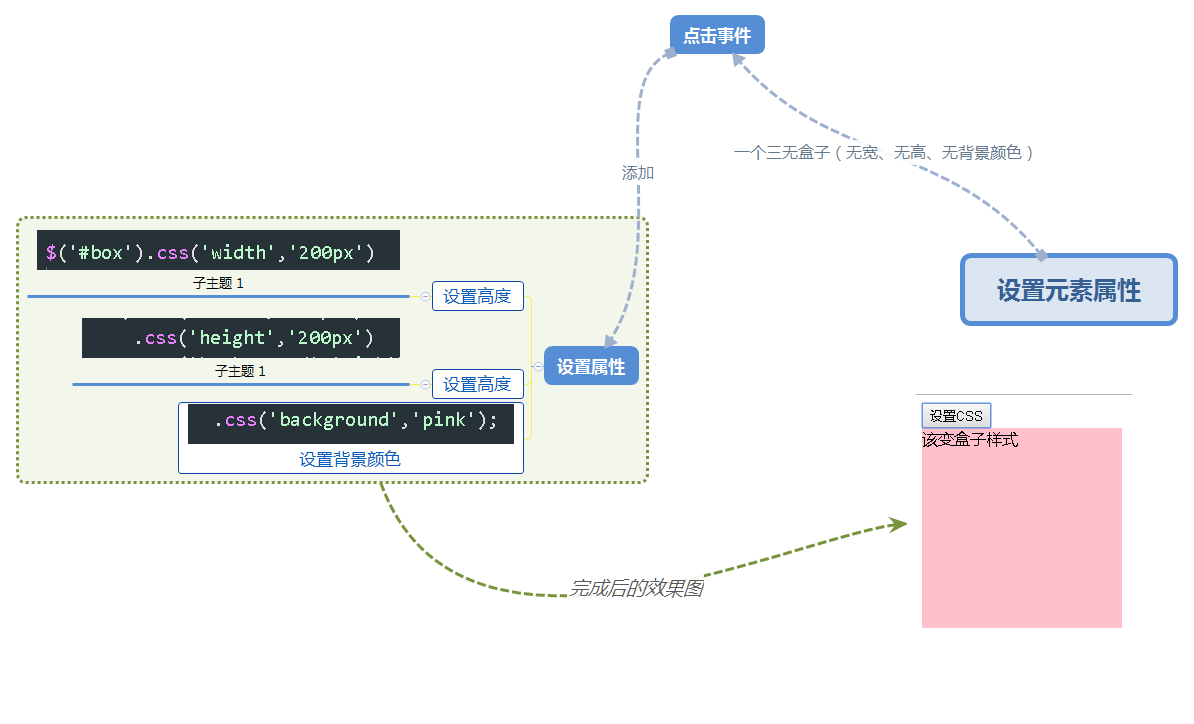 点击事件
一个三无盒子（无宽、无高、无背景颜色）
添加
设置元素属性
$('#box').css('width','200px')
子主题 1
设置高度
.css('height','200px')
子主题 1
设置高度
设置属性
.css('background','pink');
设置背景颜色
设置CSS
该变盒子样式
完成后的效果图